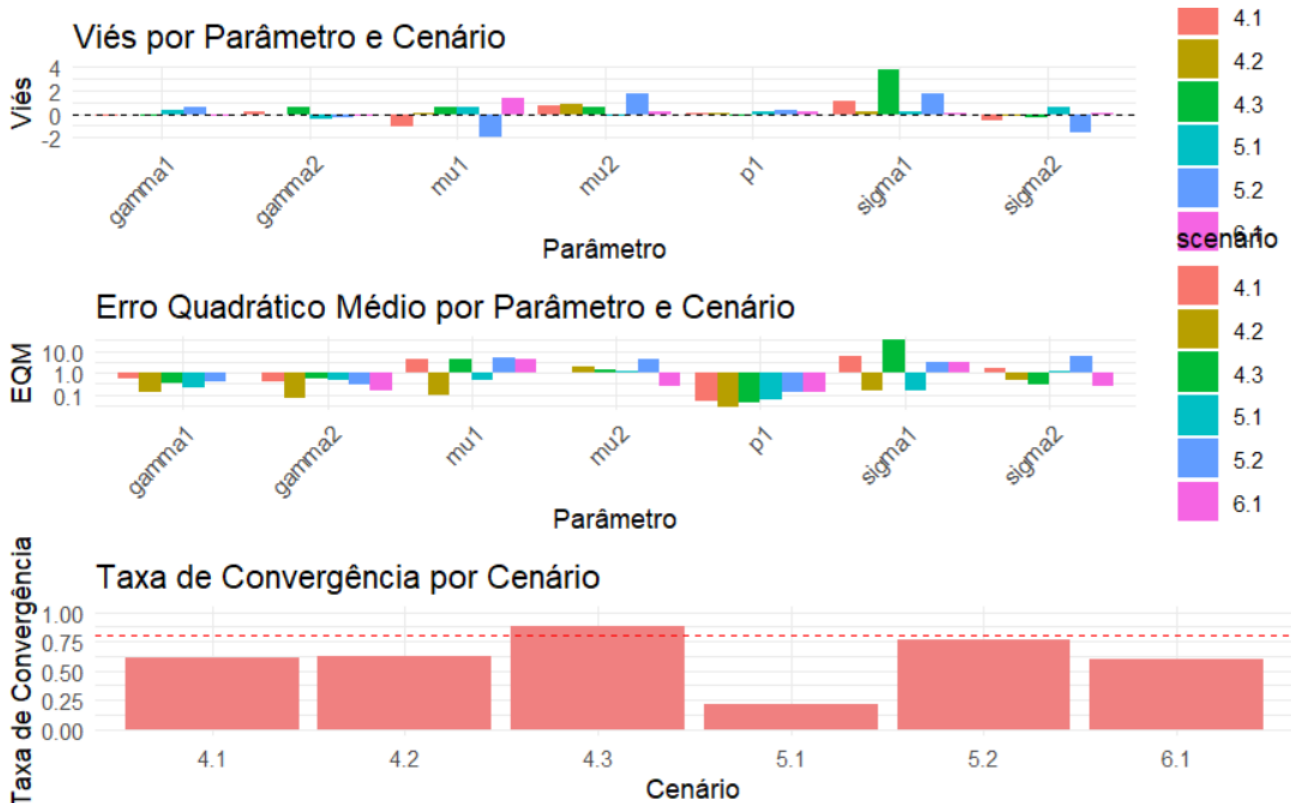 Viés por Parâmetro e Cenário
Viés
4
2
0
-2
gamma1
gamma2
mu1
mu2
p1
sigma1
sigma2
Parâmetro
4.1
4.2
4.3
5.1
5.2
6.1
scenario
4.1
4.2
4.3
5.1
5.2
6.1
Erro Quadrático Médio por Parâmetro e Cenário
EQM
10.0
1.0
0.1
gamma1
gamma2
mu1
mu2
p1
sigma1
sigma2
Parâmetro
Taxa de Convergência por Cenário
Taxa de Convergência
1.00
0.75
0.50
0.25
0.00
4.1
4.2
4.3
5.1
5.2
6.1
Cenário